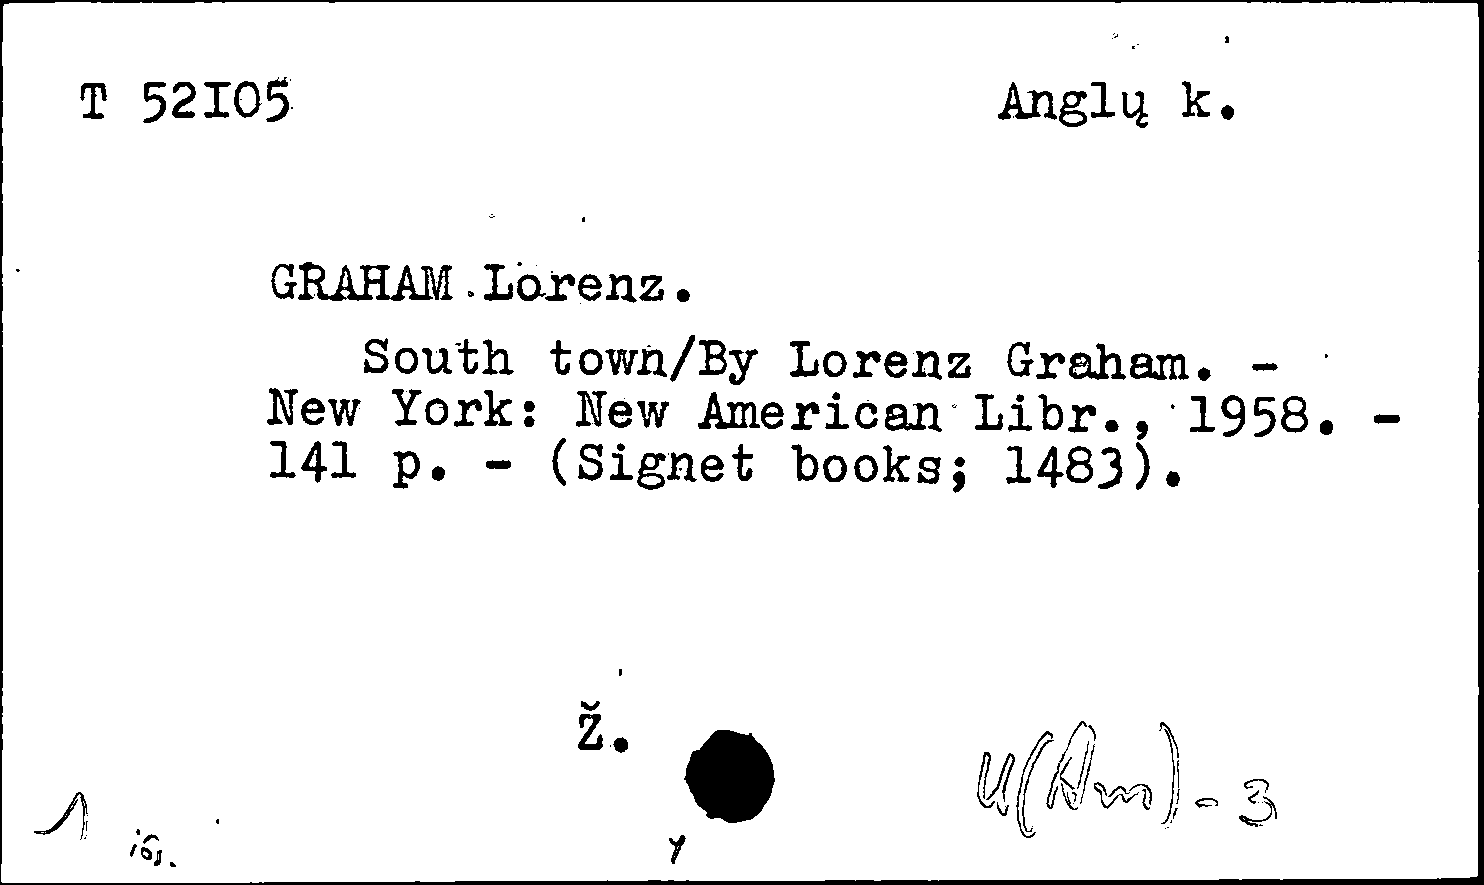 T 52I05 Anglų k.
GRAHAM Lorenz.
South town/By Lorenz Graham. -
New York: New American Libr., 1958. -
141 p. - (Signet books; 1483).
Ž.
U(Am)-3
1
y